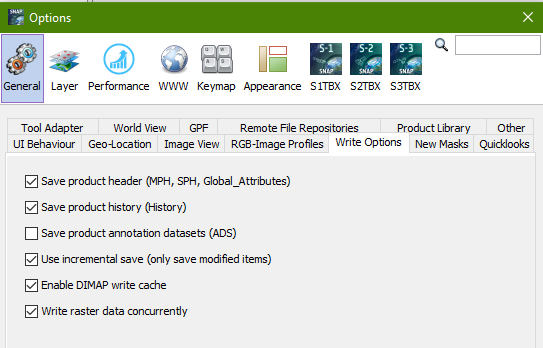 SNAP
Options
S-1
S-2
S-3
SNAP
SNAP
SNAP
General
Layer
Performance
WWW
Keymap
Appearance
S1TBX
S2TBX
S3TBX
Tool Adapter
World View
GPF
Remote File Repositories
Product Library
Other
UI Behaviour
Geo-Location
Image View
RGB-Image Profiles
Write Options
New Masks
Quicklooks
Save product header (MPH, SPH, Global_Attributes)
Save product history (History)
Save product annotation datasets (ADS)
Use incremental save (only save modified items)
Enable DIMAP write cache
Write raster data concurrently